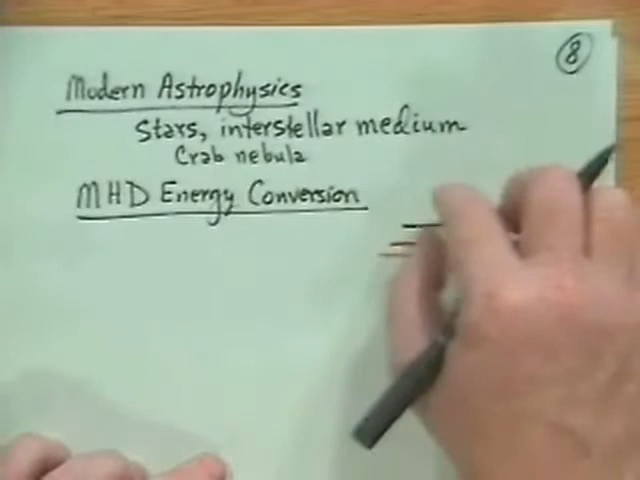 8
Modern Astrophysics
Stars, interstellar medium
Crab nebula
MHD Energy Conversion